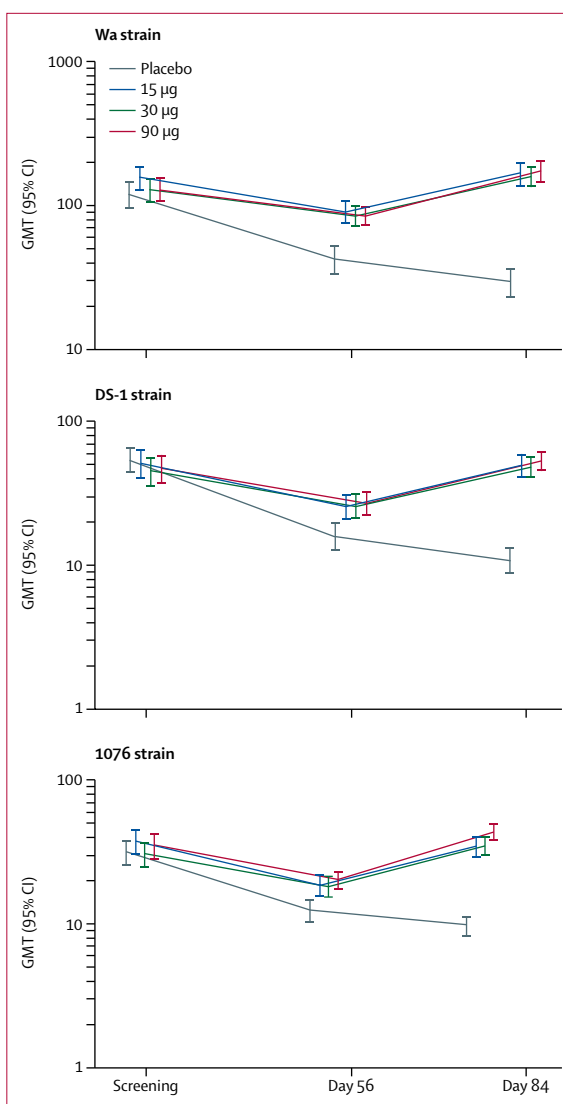 Wa strain
1000
Placebo
15 µg
30 µg
90 µg
100
GMT (95% CI)
10
DS-1 strain
100
GMT (95% CI)
10
1
1076 strain
100
GMT (95% CI)
10
1
Screening Day 56 Day 84